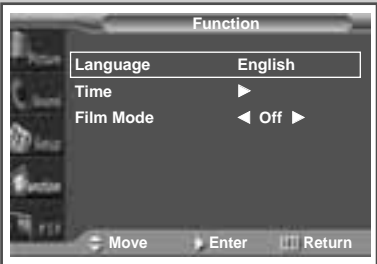 Function
Language English
Time ▶
Film Mode ◀ Off ▶
Move Enter Return